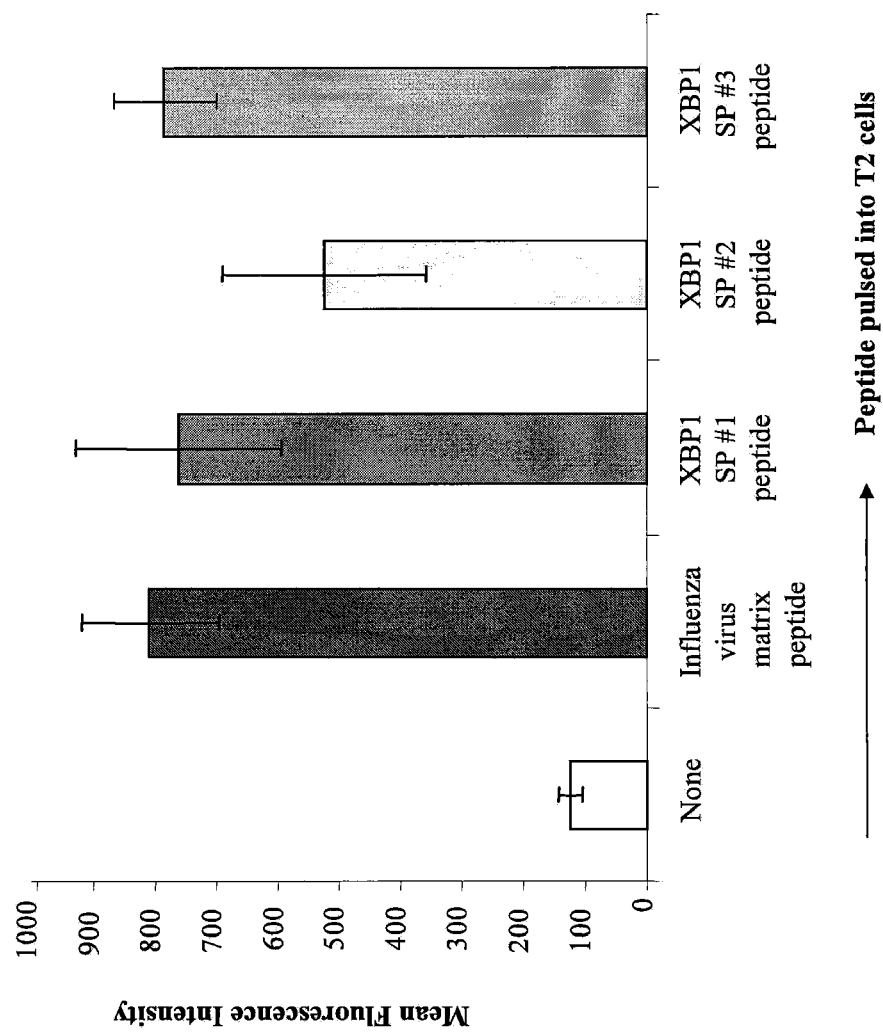 Mean Fluorescence Intensity
1000
900
800
700
600
500
400
300
200
100
0
None
Influenza
virus
matrix
peptide
XBP1
SP #1
peptide
XBP1
SP #2
peptide
XBP1
SP #3
peptide
Peptide pulsed into T2 cells